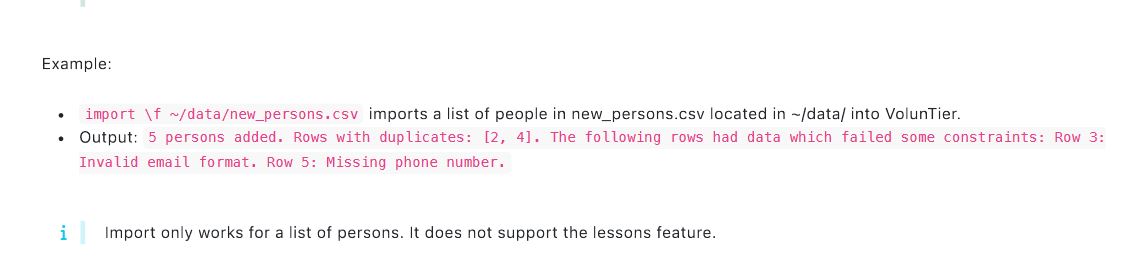 Example:
• import \f ~/data/new_persons.csv imports a list of people in new_persons.csv located in ~/data/ into VolunTier.
• Output: 5 persons added. Rows with duplicates: [2, 4]. The following rows had data which failed some constraints: Row 3:
Invalid email format. Row 5: Missing phone number.
i Import only works for a list of persons. It does not support the lessons feature.